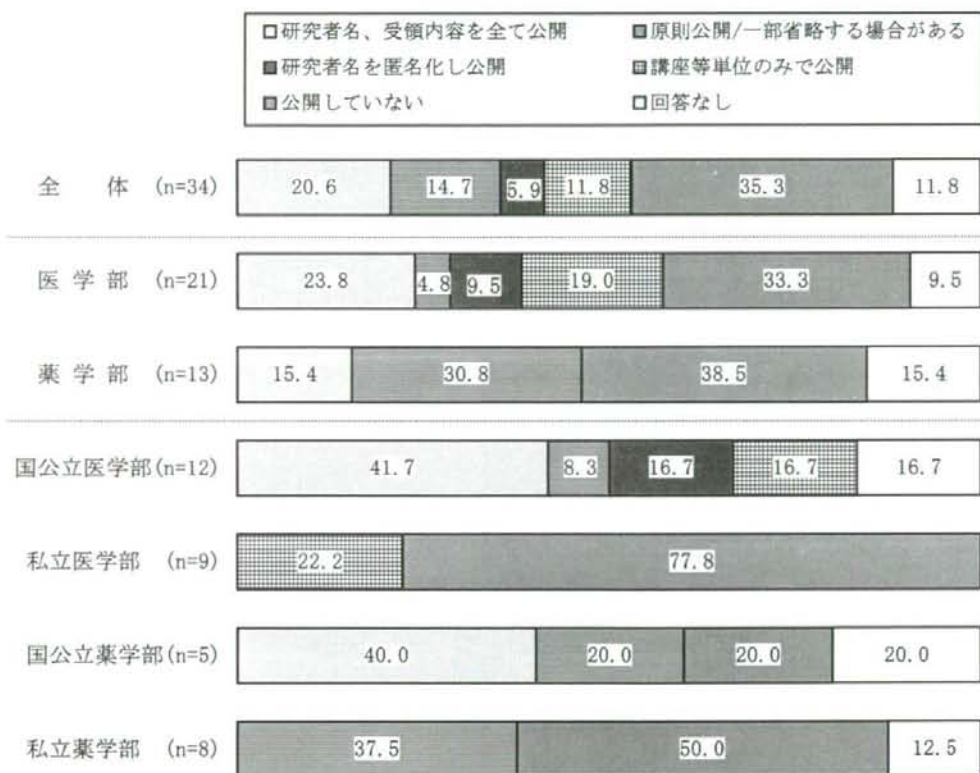 □研究者名、受領内容を全て公開 ■原則公開/一部省略する場合がある
■研究者名を匿名化し公開 ▦講座等単位のみで公開
■公開していない □回答なし
全 体 (n=34) 20.6 14.7 5.9 11.8 35.3 11.8
医 学 部 (n=21) 23.8 4.8 9.5 19.0 33.3 9.5
薬 学 部 (n=13) 15.4 30.8 38.5 15.4
国公立医学部(n=12) 41.7 8.3 16.7 16.7 16.7
私立医学部 (n=9) 22.2 77.8
国公立薬学部(n=5) 40.0 20.0 20.0 20.0
私立薬学部 (n=8) 37.5 50.0 12.5